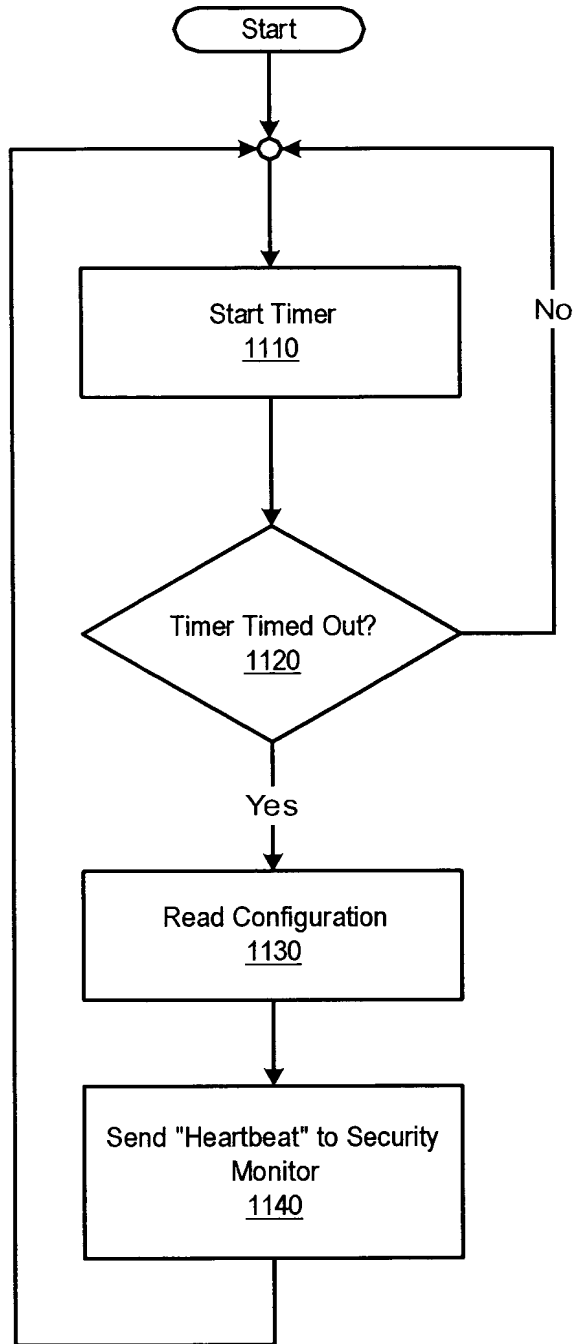 Start
Start Timer
1110
No
Timer Timed Out?
1120
Yes
Read Configuration
1130
Send "Heartbeat" to Security
Monitor
1140